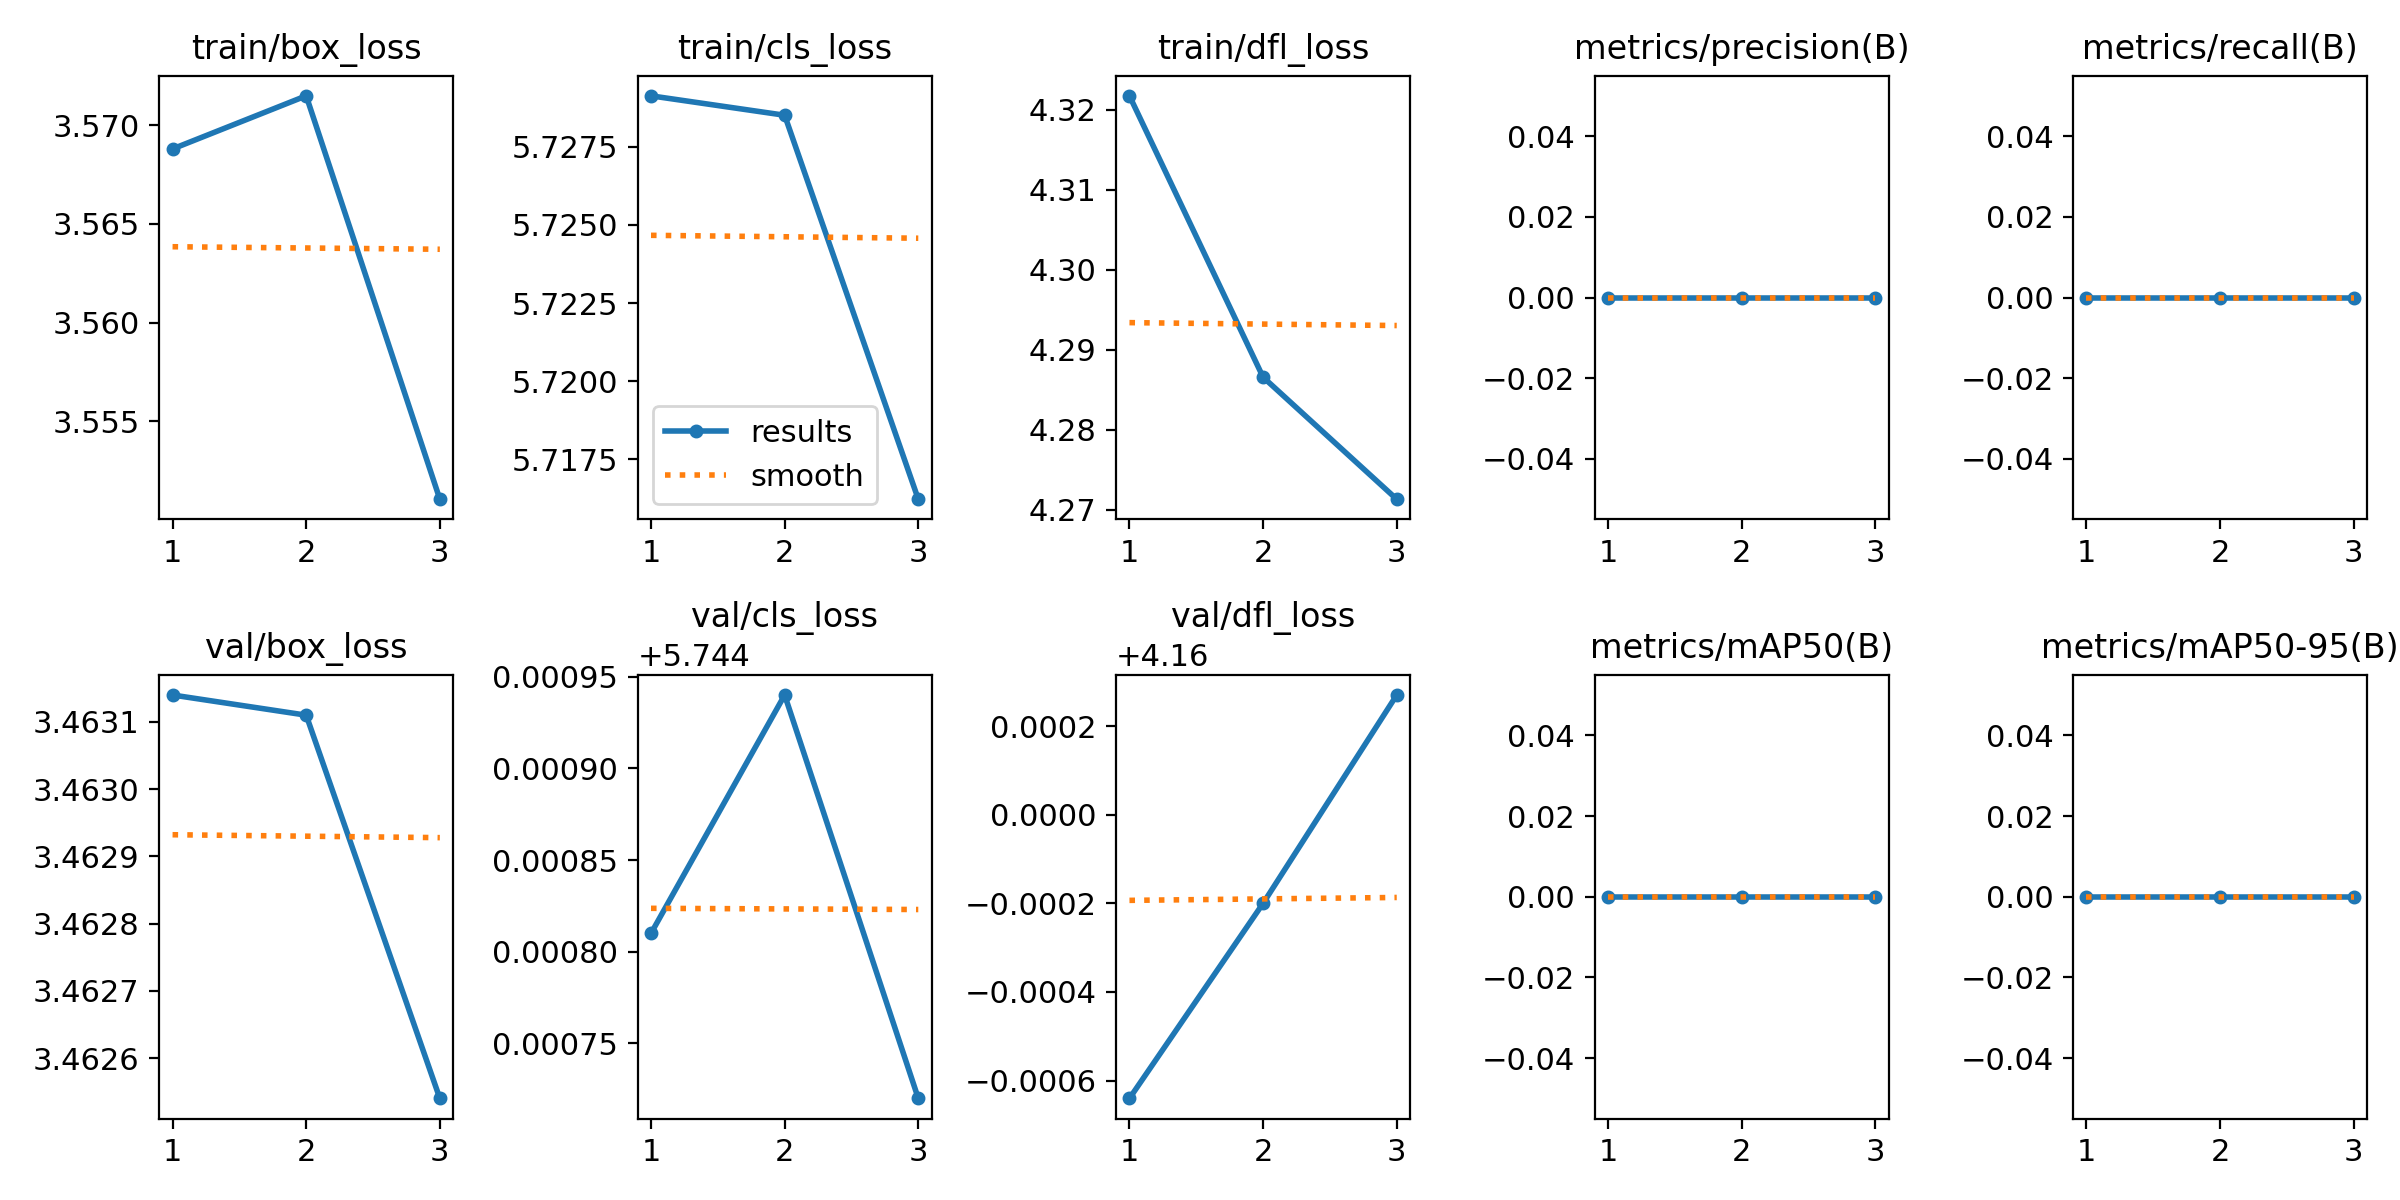 train/box_loss
3.570
3.565
3.560
3.555
1 2 3
train/cls_loss
5.7275
5.7250
5.7225
5.7200
5.7175
results
smooth
1 2 3
train/dfl_loss
4.32
4.31
4.30
4.29
4.28
4.27
1 2 3
metrics/precision(B)
0.04
0.02
0.00
−0.02
−0.04
1 2 3
metrics/recall(B)
0.04
0.02
0.00
−0.02
−0.04
1 2 3
val/box_loss
3.4631
3.4630
3.4629
3.4628
3.4627
3.4626
1 2 3
val/cls_loss
+5.744
0.00095
0.00090
0.00085
0.00080
0.00075
1 2 3
val/dfl_loss
+4.16
0.0002
0.0000
−0.0002
−0.0004
−0.0006
1 2 3
metrics/mAP50(B)
0.04
0.02
0.00
−0.02
−0.04
1 2 3
metrics/mAP50-95(B)
0.04
0.02
0.00
−0.02
−0.04
1 2 3